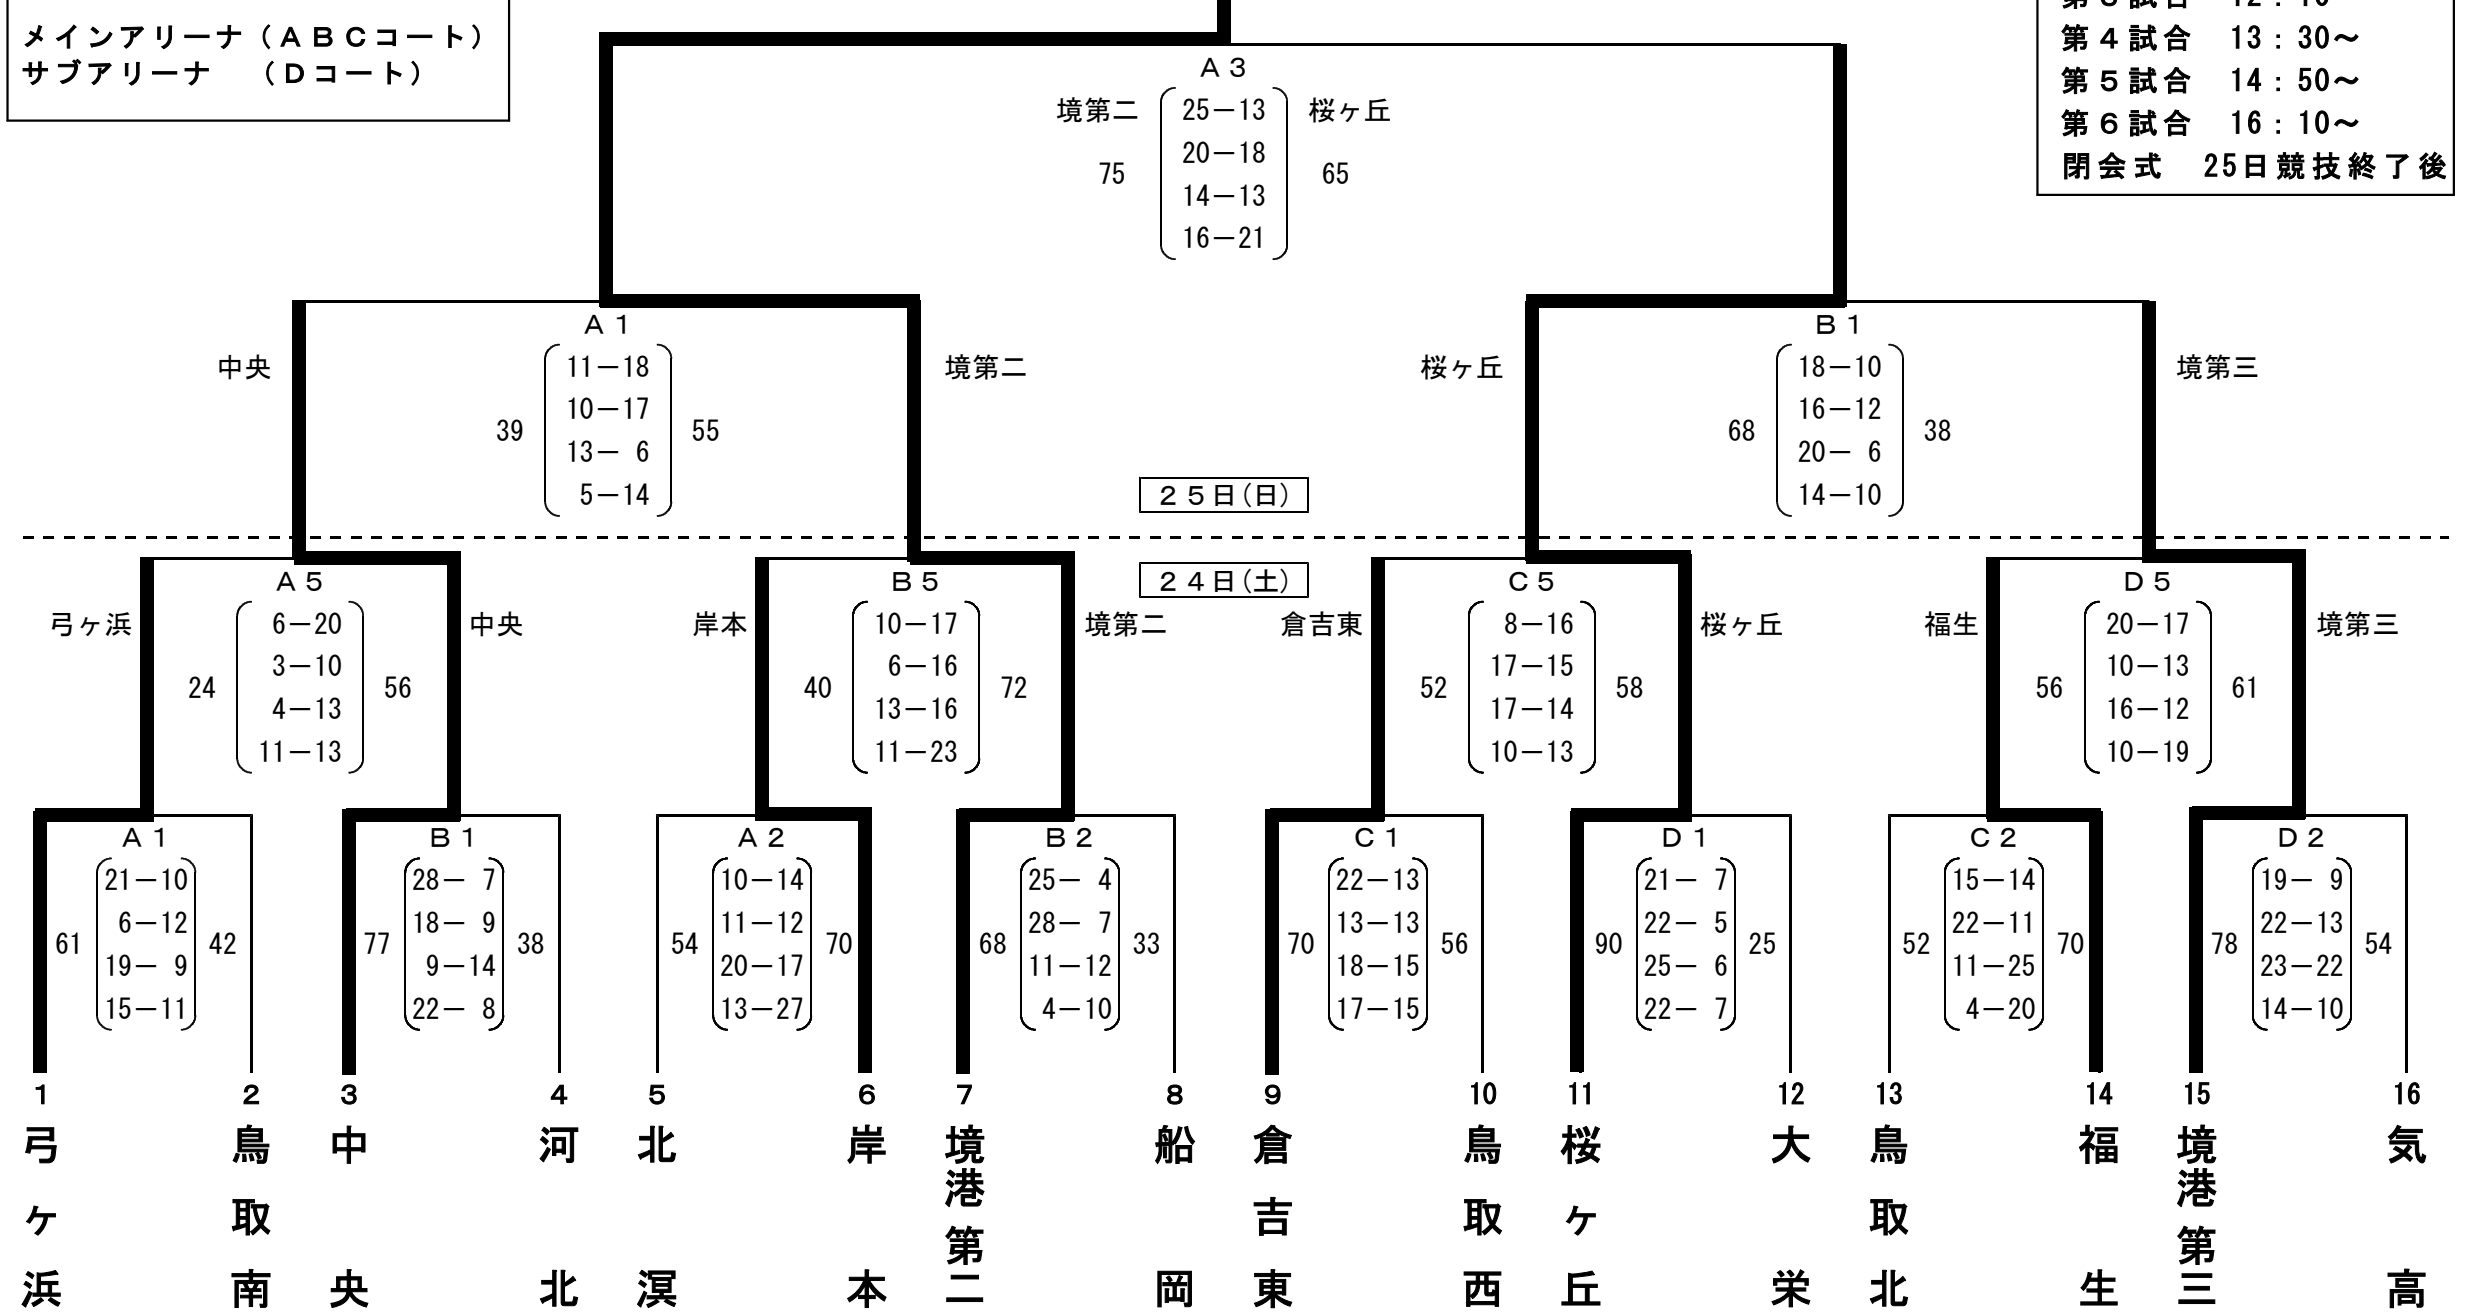 メインアリーナ（ＡＢＣコート）
サブアリーナ　（Ｄコート）
第４試合　13：30～
第５試合　14：50～
第６試合　16：10～
閉会式　25日競技終了後
Ａ３
境第二 25－13 桜ヶ丘
20－18
75 65
14－13
16－21
Ａ１ Ｂ１
中央 11－18 境第二 桜ヶ丘 18－10 境第三
10－17 16－12
39 55 68 38
13－ 6 20－ 6
5－14 14－10
２５日(日)
２４日(土)
Ａ５ Ｂ５ Ｃ５ Ｄ５
弓ヶ浜 6－20 中央 岸本 10－17 境第二 倉吉東 8－16 桜ヶ丘 福生 20－17 境第三
3－10 6－16 17－15 10－13
24 56 40 72 52 58 56 61
4－13 13－16 17－14 16－12
11－13 11－23 10－13 10－19
Ａ１ Ｂ１ Ａ２ Ｂ２ Ｃ１ Ｄ１ Ｃ２ Ｄ２
21－10 28－ 7 10－14 25－ 4 22－13 21－ 7 15－14 19－ 9
6－12 18－ 9 11－12 28－ 7 13－13 22－ 5 22－11 22－13
61 42 77 38 54 70 68 33 70 56 90 25 52 70 78 54
19－ 9 9－14 20－17 11－12 18－15 25－ 6 11－25 23－22
15－11 22－ 8 13－27 4－10 17－15 22－ 7 4－20 14－10
1 2 3 4 5 6 7 8 9 10 11 12 13 14 15 16
弓ヶ浜
鳥取南
中央
河北
北溟
岸本
境港第二
船岡
倉吉東
鳥取西
桜ヶ丘
大栄
鳥取北
福生
境港第三
気高